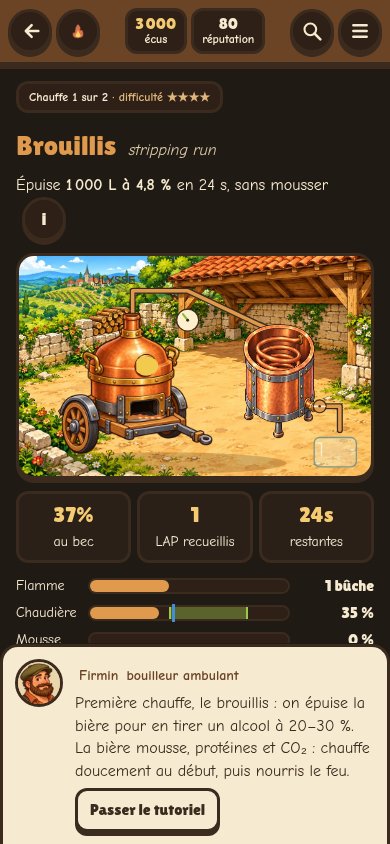 3 000
écus
80
réputation
Chauffe 1 sur 2 · difficulté ★★★★
Brouillis stripping run
Épuise 1 000 L à 4,8 % en 24 s, sans mousser
i
ULYSSE
37%
au bec
1
LAP recueillis
24s
restantes
Flamme
1 bûche
Chaudière
35 %
Mousse
0 %
Firmin bouilleur ambulant
Première chauffe, le brouillis : on épuise la
bière pour en tirer un alcool à 20–30 %.
La bière mousse, protéines et CO₂ : chauffe
doucement au début, puis nourris le feu.
Passer le tutoriel